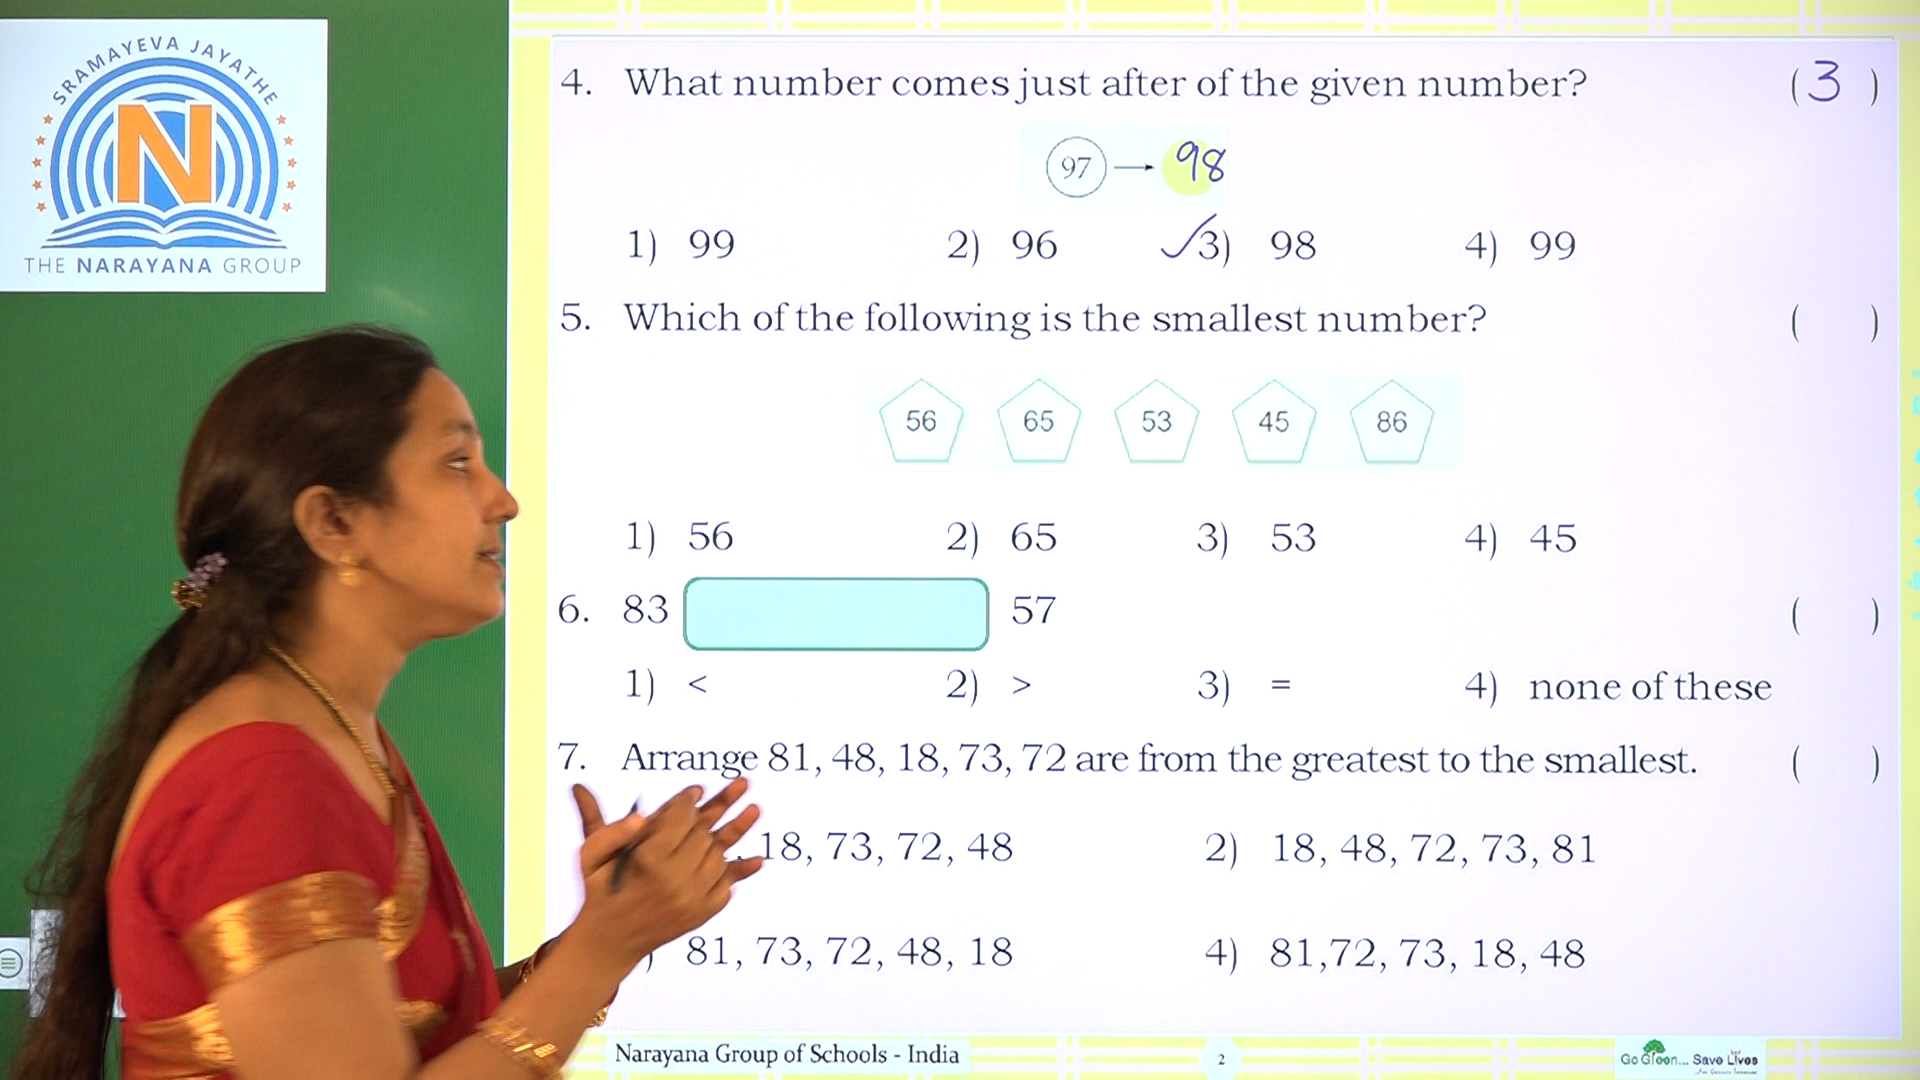 SRAMAYEVA JAYATHE
N
THE NARAYANA GROUP
4. What number comes just after of the given number? (3)
97 → 98
1) 99 2) 96 ✓3) 98 4) 99
5. Which of the following is the smallest number? ( )
56 65 53 45 86
1) 56 2) 65 3) 53 4) 45
6. 83 57 ( )
1) < 2) > 3) = 4) none of these
7. Arrange 81, 48, 18, 73, 72 are from the greatest to the smallest. ( )
18, 73, 72, 48 2) 18, 48, 72, 73, 81
) 81, 73, 72, 48, 18 4) 81,72, 73, 18, 48
Narayana Group of Schools - India 2 Go Green... Save Lives